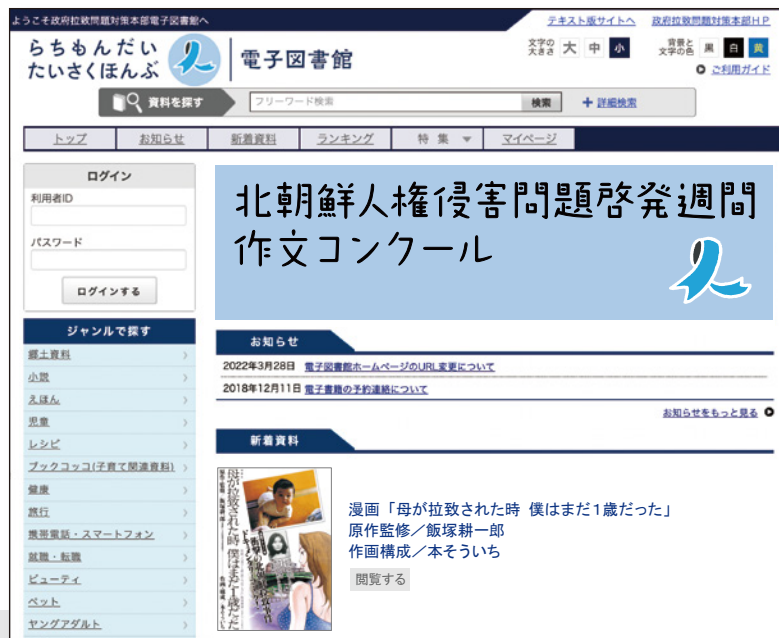 ようこそ政府拉致問題対策本部電子図書館へ
テキスト版サイトへ 政府拉致問題対策本部HP
らちもんだい
たいさくほんぶ
電子図書館
文字の大きさ 大 中 小
背景と文字の色 黒 白 黄
ご利用ガイド
資料を探す
フリーワード検索
検索
+ 詳細検索
トップ お知らせ 新着資料 ランキング 特集 ▼ マイページ
ログイン
利用者ID
パスワード
ログインする
ジャンルで探す
郷土資料
小説
えほん
児童
レシピ
ブックコッコ(子育て関連資料)
健康
旅行
携帯電話・スマートフォン
就職・転職
ビューティ
ペット
ヤングアダルト
北朝鮮人権侵害問題啓発週間
作文コンクール
お知らせ
2022年3月28日 電子図書館ホームページのURL変更について
2018年12月11日 電子書籍の予約連絡について
お知らせをもっと見る
新着資料
母が拉致された時 僕はまだ1歳だった
漫画「母が拉致された時 僕はまだ1歳だった」
原作監修/飯塚耕一郎
作画構成/本そういち
閲覧する